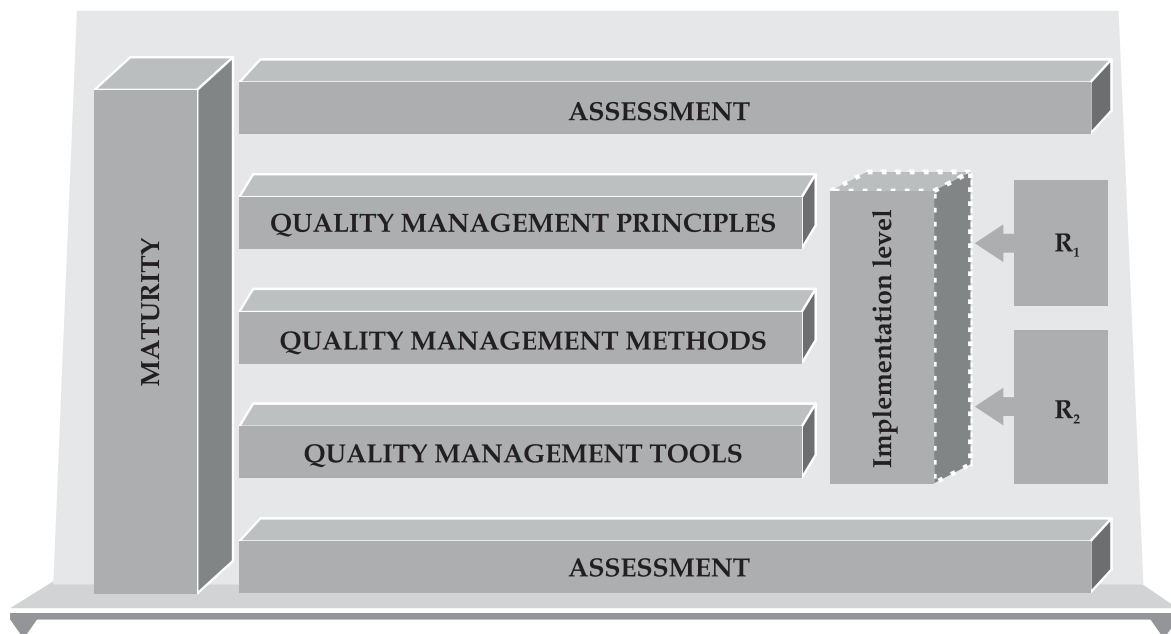 MATURITY
ASSESSMENT
QUALITY MANAGEMENT PRINCIPLES
QUALITY MANAGEMENT METHODS
QUALITY MANAGEMENT TOOLS
Implementation level
R₁
R₂
ASSESSMENT